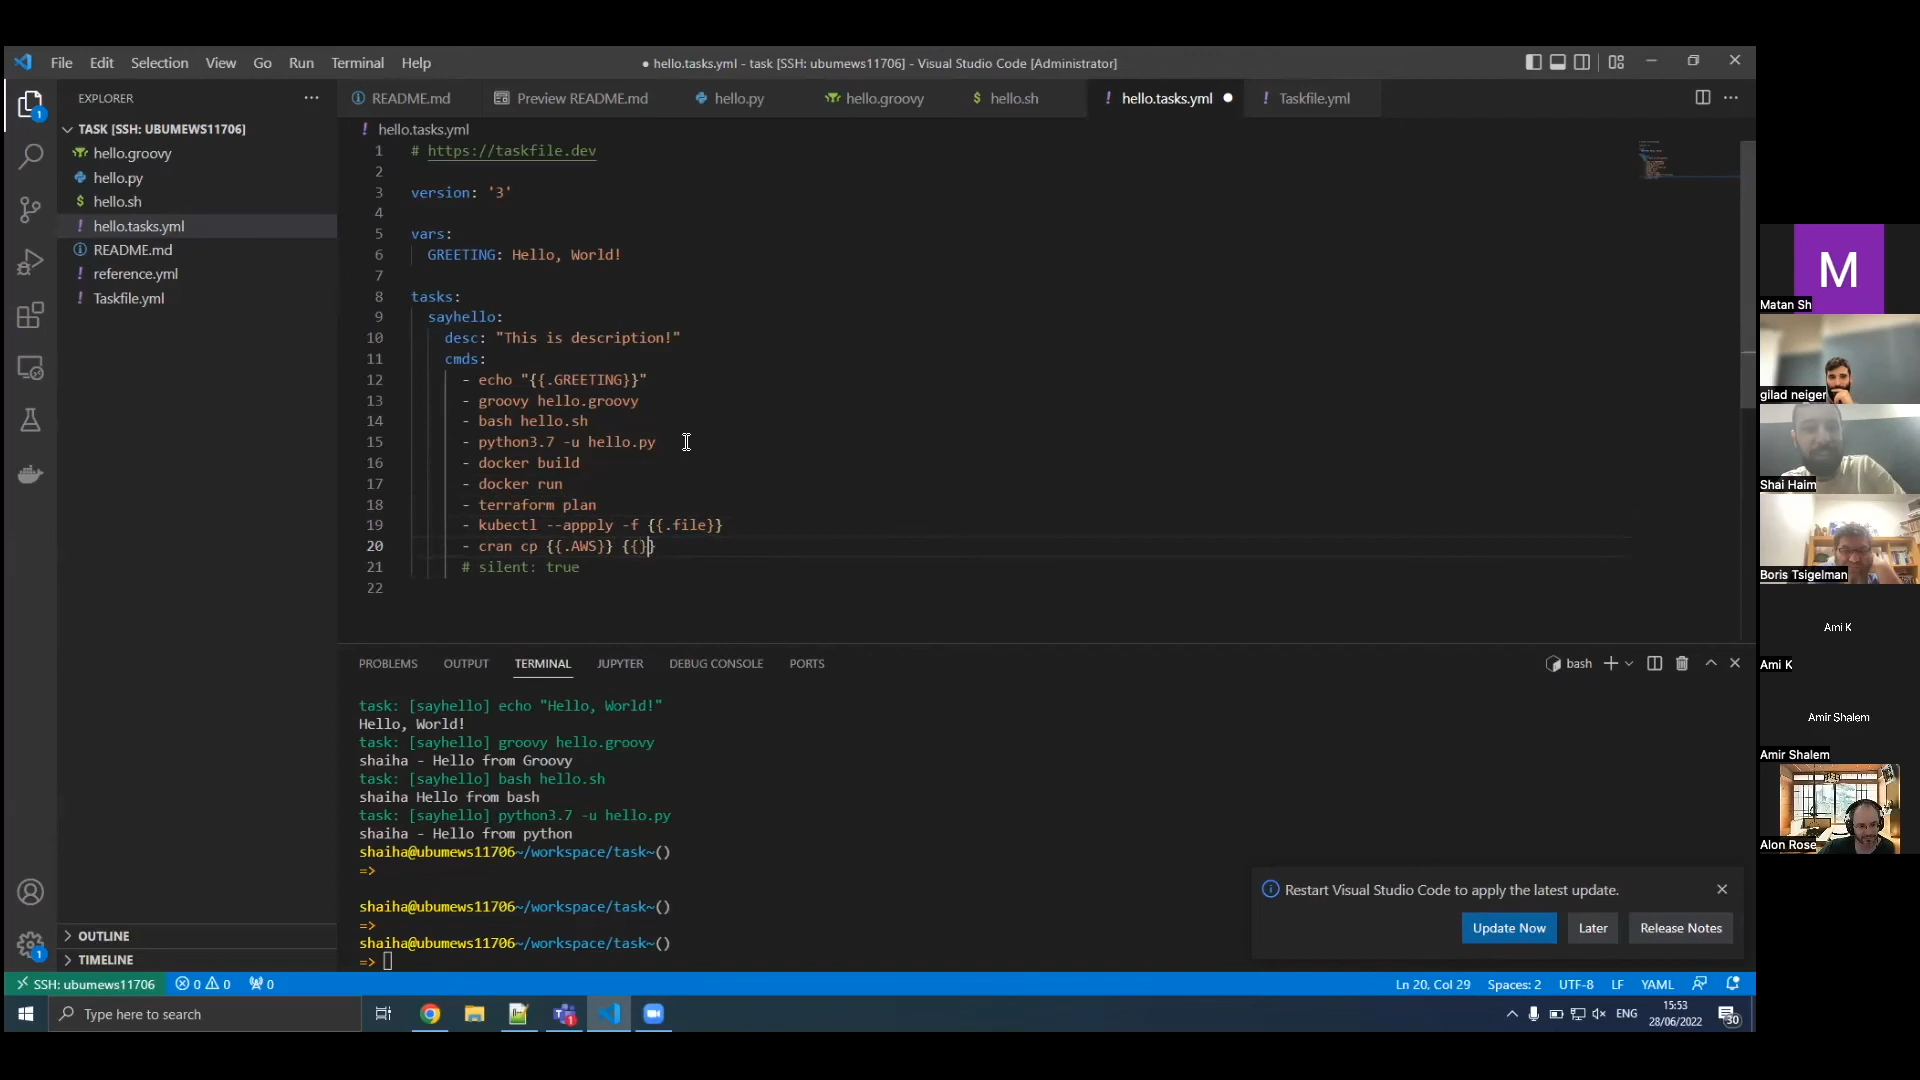 File Edit Selection View Go Run Terminal Help
● hello.tasks.yml - task [SSH: ubumews11706] - Visual Studio Code [Administrator]
EXPLORER
TASK [SSH: UBUMEWS11706]
hello.groovy
hello.py
hello.sh
hello.tasks.yml
README.md
reference.yml
Taskfile.yml
OUTLINE
TIMELINE
1
1
README.md Preview README.md hello.py hello.groovy hello.sh hello.tasks.yml Taskfile.yml
hello.tasks.yml
1 # https://taskfile.dev
2
3 version: '3'
4
5 vars:
6 GREETING: Hello, World!
7
8 tasks:
9 sayhello:
10 desc: "This is description!"
11 cmds:
12 - echo "{{.GREETING}}"
13 - groovy hello.groovy
14 - bash hello.sh
15 - python3.7 -u hello.py
16 - docker build
17 - docker run
18 - terraform plan
19 - kubectl --appply -f {{.file}}
20 - cran cp {{.AWS}} {{}}
21 # silent: true
22
PROBLEMS OUTPUT TERMINAL JUPYTER DEBUG CONSOLE PORTS
bash
task: [sayhello] echo "Hello, World!"
Hello, World!
task: [sayhello] groovy hello.groovy
shaiha - Hello from Groovy
task: [sayhello] bash hello.sh
shaiha Hello from bash
task: [sayhello] python3.7 -u hello.py
shaiha - Hello from python
shaiha@ubumews11706~/workspace/task~()
=>
shaiha@ubumews11706~/workspace/task~()
=>
shaiha@ubumews11706~/workspace/task~()
=>
Restart Visual Studio Code to apply the latest update.
Update Now Later Release Notes
SSH: ubumews11706 0 0 0
Ln 20, Col 29 Spaces: 2 UTF-8 LF YAML
Type here to search
1
ENG
15:53
28/06/2022
30
M
Matan Sh
gilad neiger
Shai Haim
Boris Tsigelman
Ami K
Ami K
Amir Shalem
Amir Shalem
Alon Rose